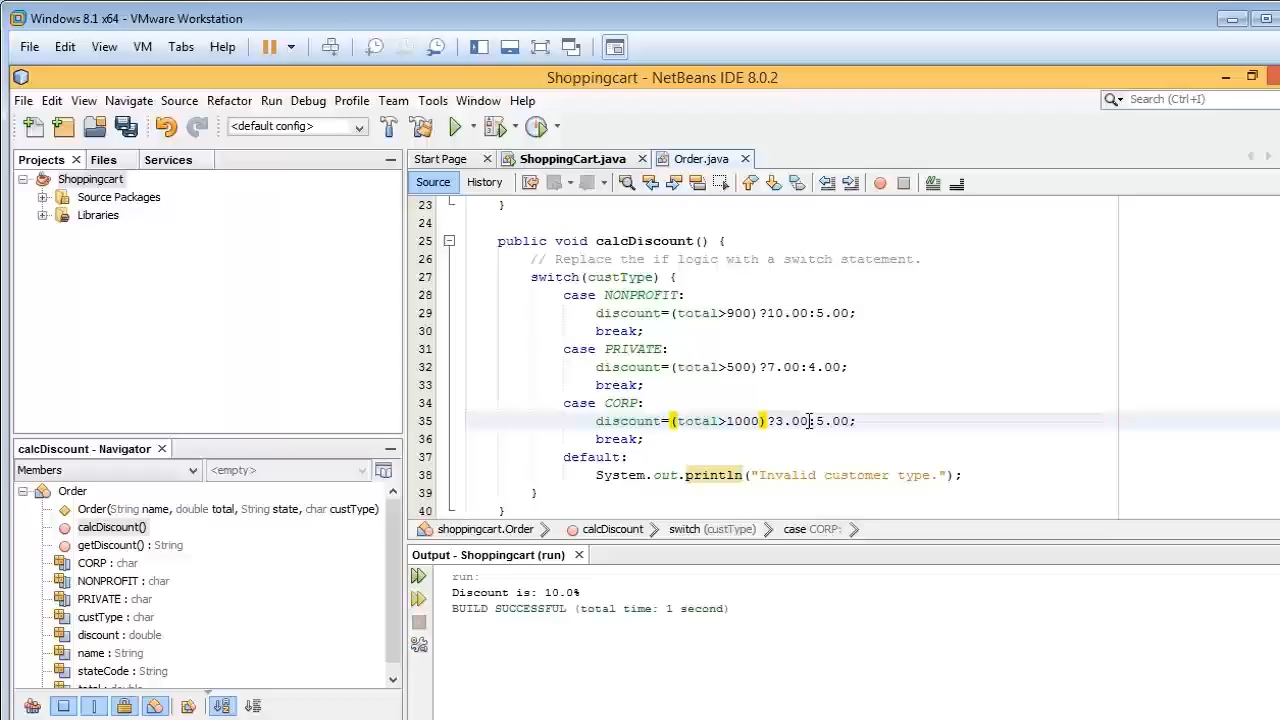 Windows 8.1 x64 - VMware Workstation
File Edit View VM Tabs Help
Shoppingcart - NetBeans IDE 8.0.2
File Edit View Navigate Source Refactor Run Debug Profile Team Tools Window Help
Search (Ctrl+I)
<default config>
Projects Files Services
Start Page ShoppingCart.java Order.java
Shoppingcart
Source Packages
Libraries
Source History
23 }
24
25 public void calcDiscount() {
26 // Replace the if logic with a switch statement.
27 switch(custType) {
28 case NONPROFIT:
29 discount=(total>900)?10.00:5.00;
30 break;
31 case PRIVATE:
32 discount=(total>500)?7.00:4.00;
33 break;
34 case CORP:
35 discount=(total>1000)?3.00:5.00;
36 break;
37 default:
38 System.out.println("Invalid customer type.");
39 }
40 }
shoppingcart.Order calcDiscount switch (custType) case CORP:
calcDiscount - Navigator
Members <empty>
Order
Order(String name, double total, String state, char custType)
calcDiscount()
getDiscount() : String
CORP : char
NONPROFIT : char
PRIVATE : char
custType : char
discount : double
name : String
stateCode : String
total : double
Output - Shoppingcart (run)
run:
Discount is: 10.0%
BUILD SUCCESSFUL (total time: 1 second)